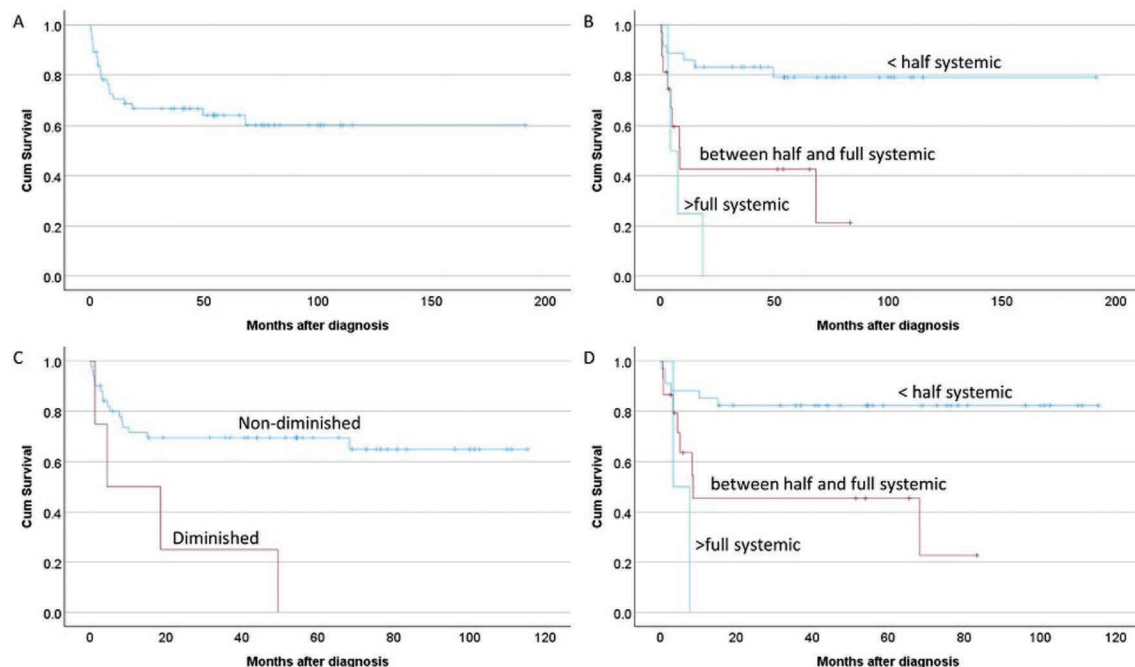 A
1.0
0.8
0.6
0.4
0.2
0.0
Cum Survival
0
50
100
150
200
Months after diagnosis
B
1.0
0.8
0.6
0.4
0.2
0.0
Cum Survival
< half systemic
between half and full systemic
>full systemic
0
50
100
150
200
Months after diagnosis
C
1.0
0.8
0.6
0.4
0.2
0.0
Cum Survival
Non-diminished
Diminished
0
20
40
60
80
100
120
Months after diagnosis
D
1.0
0.8
0.6
0.4
0.2
0.0
Cum Survival
< half systemic
between half and full systemic
>full systemic
0
20
40
60
80
100
120
Months after diagnosis